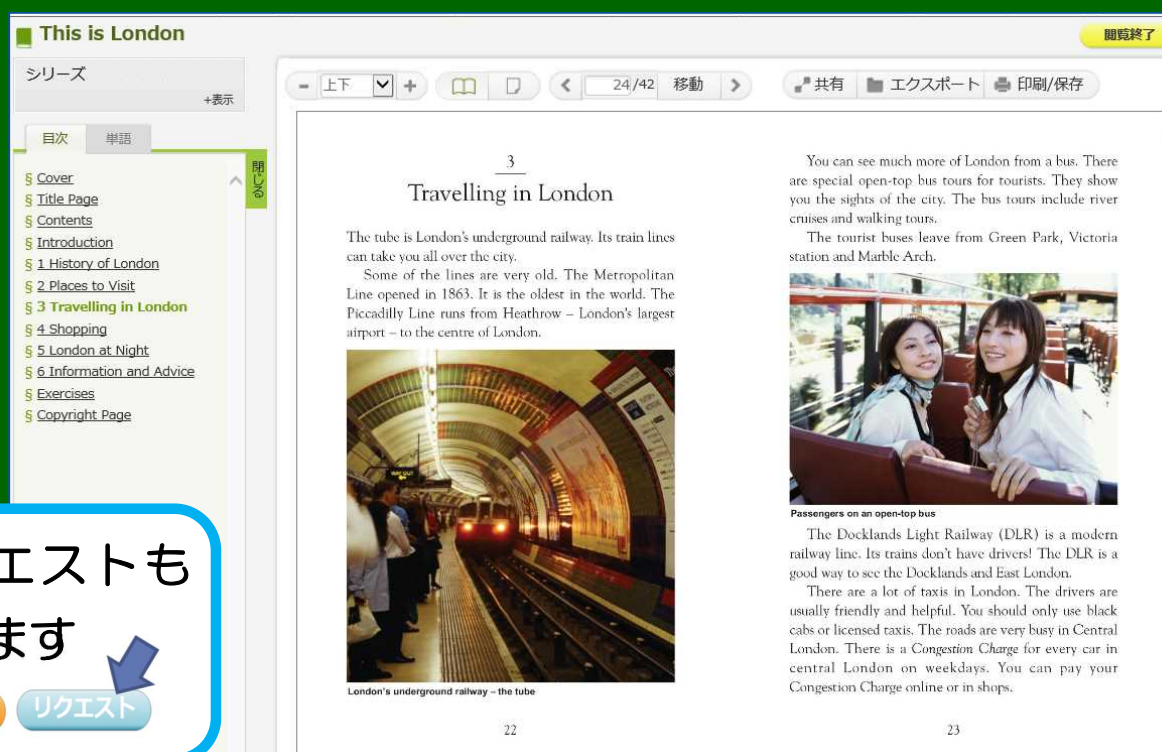 This is London
閲覧終了
シリーズ
+表示
目次 単語
閉じる
§ Cover
§ Title Page
§ Contents
§ Introduction
§ 1 History of London
§ 2 Places to Visit
§ 3 Travelling in London
§ 4 Shopping
§ 5 London at Night
§ 6 Information and Advice
§ Exercises
§ Copyright Page
エストも
ます
リクエスト
- 上下 +
24/42 移動
共有 エクスポート 印刷/保存
3
Travelling in London
The tube is London's underground railway. Its train lines
can take you all over the city.
Some of the lines are very old. The Metropolitan
Line opened in 1863. It is the oldest in the world. The
Piccadilly Line runs from Heathrow – London's largest
airport – to the centre of London.
WAY OUT
London's underground railway – the tube
22
You can see much more of London from a bus. There
are special open-top bus tours for tourists. They show
you the sights of the city. The bus tours include river
cruises and walking tours.
The tourist buses leave from Green Park, Victoria
station and Marble Arch.
Passengers on an open-top bus
The Docklands Light Railway (DLR) is a modern
railway line. Its trains don't have drivers! The DLR is a
good way to see the Docklands and East London.
There are a lot of taxis in London. The drivers are
usually friendly and helpful. You should only use black
cabs or licensed taxis. The roads are very busy in Central
London. There is a Congestion Charge for every car in
central London on weekdays. You can pay your
Congestion Charge online or in shops.
23